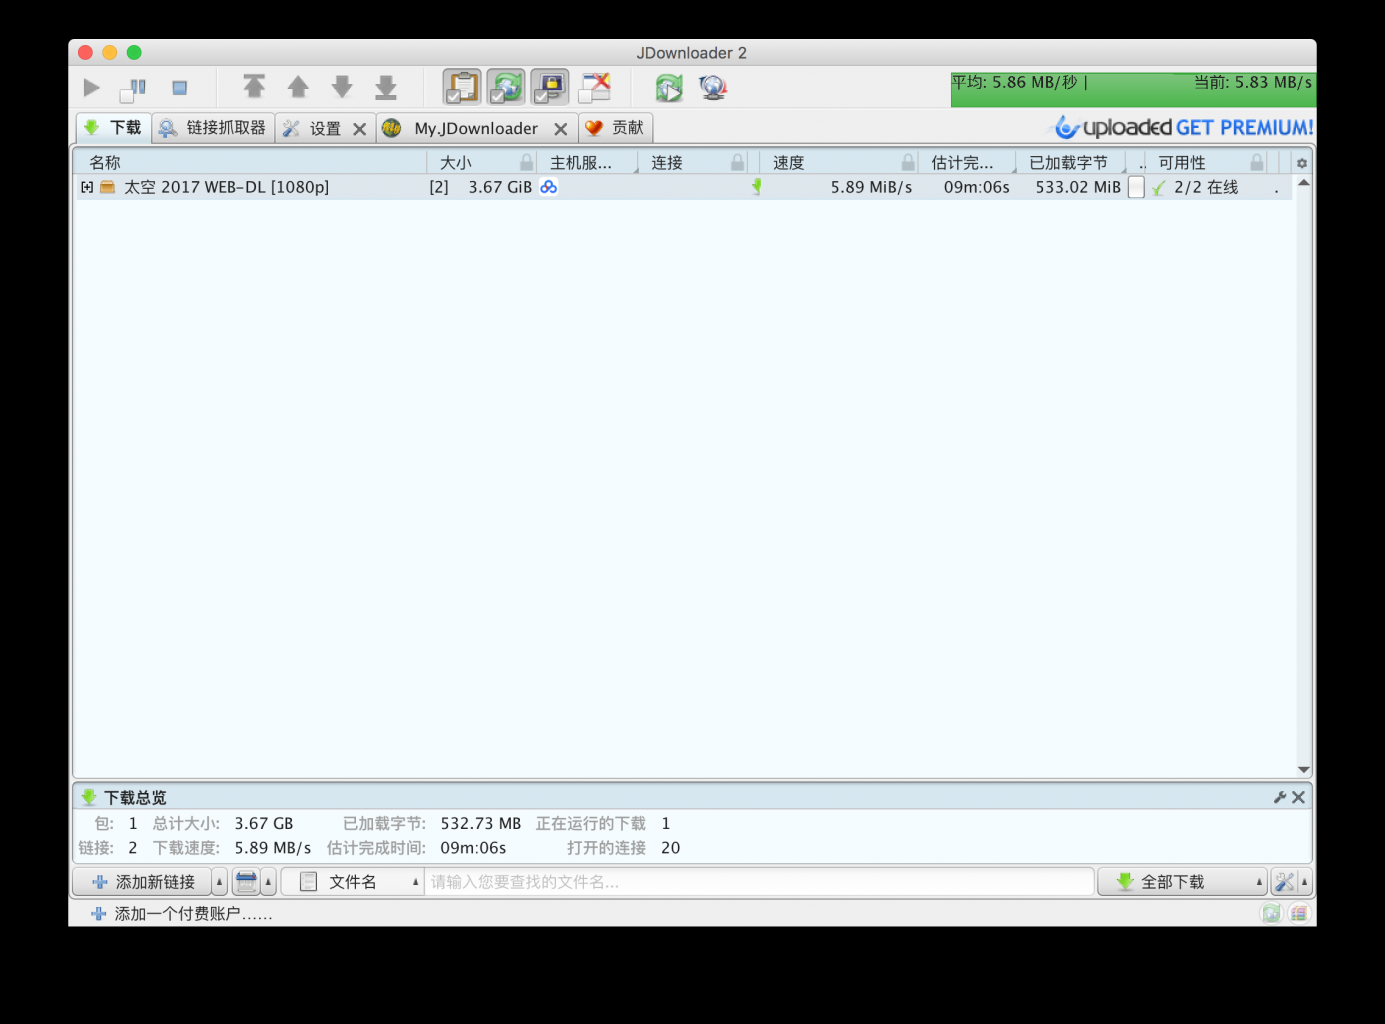 JDownloader 2
平均: 5.86 MB/秒 | 当前: 5.83 MB/s
下载 链接抓取器 设置 My.JDownloader 贡献 uploaded GET PREMIUM!
名称 大小 主机服... 连接 速度 估计完... 已加载字节 .. 可用性
太空 2017 WEB-DL [1080p] [2] 3.67 GiB 5.89 MiB/s 09m:06s 533.02 MiB 2/2 在线 .
下载总览
包: 1 总计大小: 3.67 GB 已加载字节: 532.73 MB 正在运行的下载 1
链接: 2 下载速度: 5.89 MB/s 估计完成时间: 09m:06s 打开的连接 20
添加新链接 文件名 请输入您要查找的文件名... 全部下载
添加一个付费账户......